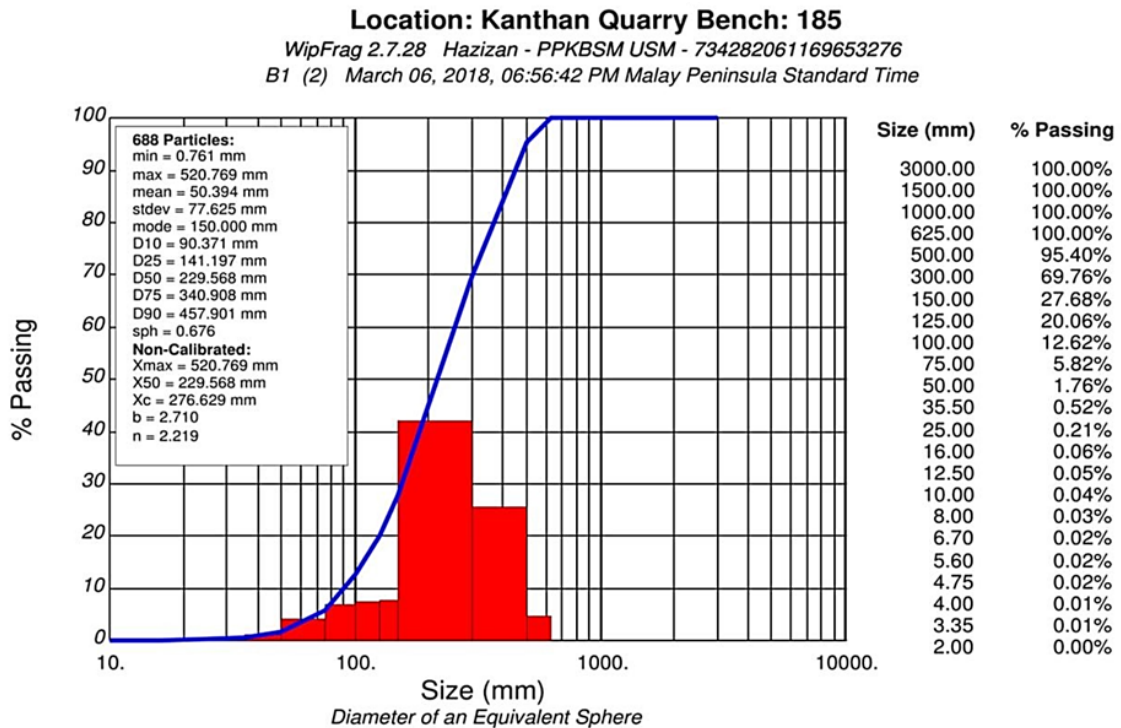 Location: Kanthan Quarry Bench: 185
WipFrag 2.7.28 Hazizan - PPKBSM USM - 734282061169653276
B1 (2) March 06, 2018, 06:56:42 PM Malay Peninsula Standard Time
% Passing
100
90
80
70
60
50
40
30
20
10
0
688 Particles:
min = 0.761 mm
max = 520.769 mm
mean = 50.394 mm
stdev = 77.625 mm
mode = 150.000 mm
D10 = 90.371 mm
D25 = 141.197 mm
D50 = 229.568 mm
D75 = 340.908 mm
D90 = 457.901 mm
sph = 0.676
Non-Calibrated:
Xmax = 520.769 mm
X50 = 229.568 mm
Xc = 276.629 mm
b = 2.710
n = 2.219
10. 100. 1000. 10000.
Size (mm)
Diameter of an Equivalent Sphere
Size (mm) % Passing
3000.00 100.00%
1500.00 100.00%
1000.00 100.00%
625.00 100.00%
500.00 95.40%
300.00 69.76%
150.00 27.68%
125.00 20.06%
100.00 12.62%
75.00 5.82%
50.00 1.76%
35.50 0.52%
25.00 0.21%
16.00 0.06%
12.50 0.05%
10.00 0.04%
8.00 0.03%
6.70 0.02%
5.60 0.02%
4.75 0.02%
4.00 0.01%
3.35 0.01%
2.00 0.00%